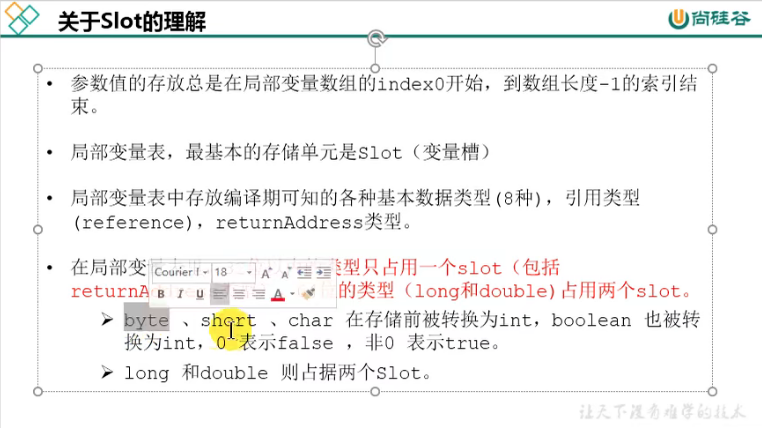 关于Slot的理解
尚硅谷
• 参数值的存放总是在局部变量数组的index0开始，到数组长度-1的索引结
束。
• 局部变量表，最基本的存储单元是Slot（变量槽）
• 局部变量表中存放编译期可知的各种基本数据类型(8种)，引用类型
(reference)，returnAddress类型。
• 在局部变量 类型只占用一个slot（包括
returnA 的类型（long和double)占用两个slot。
Courier 18 A A
B I U A
➢ byte 、short 、char 在存储前被转换为int，boolean 也被转
换为int，0 表示false ，非0 表示true。
➢ long 和double 则占据两个Slot。
让天下没有难学的技术